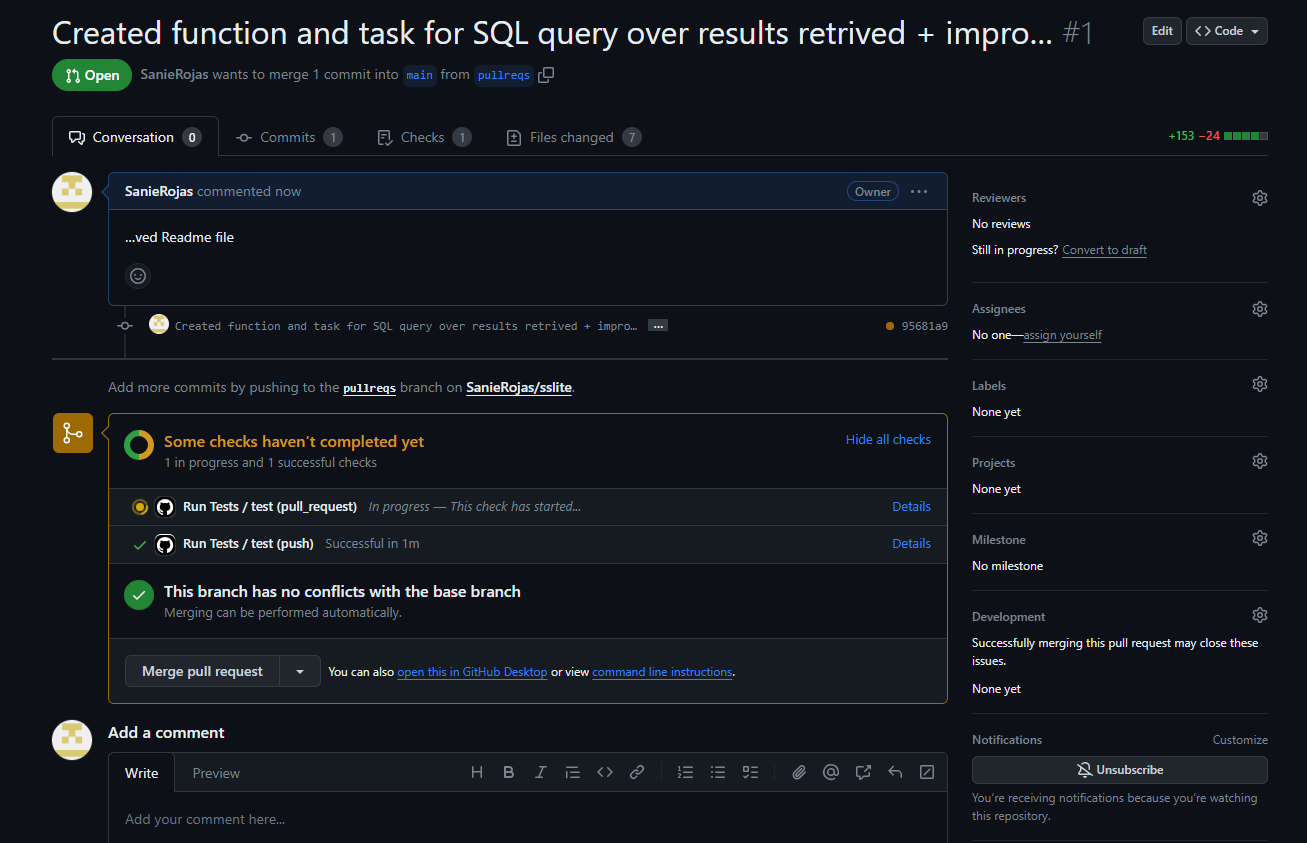 Created function and task for SQL query over results retrived + impro... #1
Edit
Code
Open
SanieRojas wants to merge 1 commit into main from pullreqs
Conversation 0
Commits 1
Checks 1
Files changed 7
+153 −24
SanieRojas commented now
Owner
...ved Readme file
Created function and task for SQL query over results retrived + impro…
...
95681a9
Add more commits by pushing to the pullreqs branch on SanieRojas/sslite.
Some checks haven't completed yet
1 in progress and 1 successful checks
Hide all checks
Run Tests / test (pull_request) In progress — This check has started...
Details
Run Tests / test (push) Successful in 1m
Details
This branch has no conflicts with the base branch
Merging can be performed automatically.
Merge pull request
You can also open this in GitHub Desktop or view command line instructions.
Add a comment
Write
Preview
Add your comment here...
Reviewers
No reviews
Still in progress? Convert to draft
Assignees
No one—assign yourself
Labels
None yet
Projects
None yet
Milestone
No milestone
Development
Successfully merging this pull request may close these
issues.
None yet
Notifications
Customize
Unsubscribe
You're receiving notifications because you're watching
this repository.